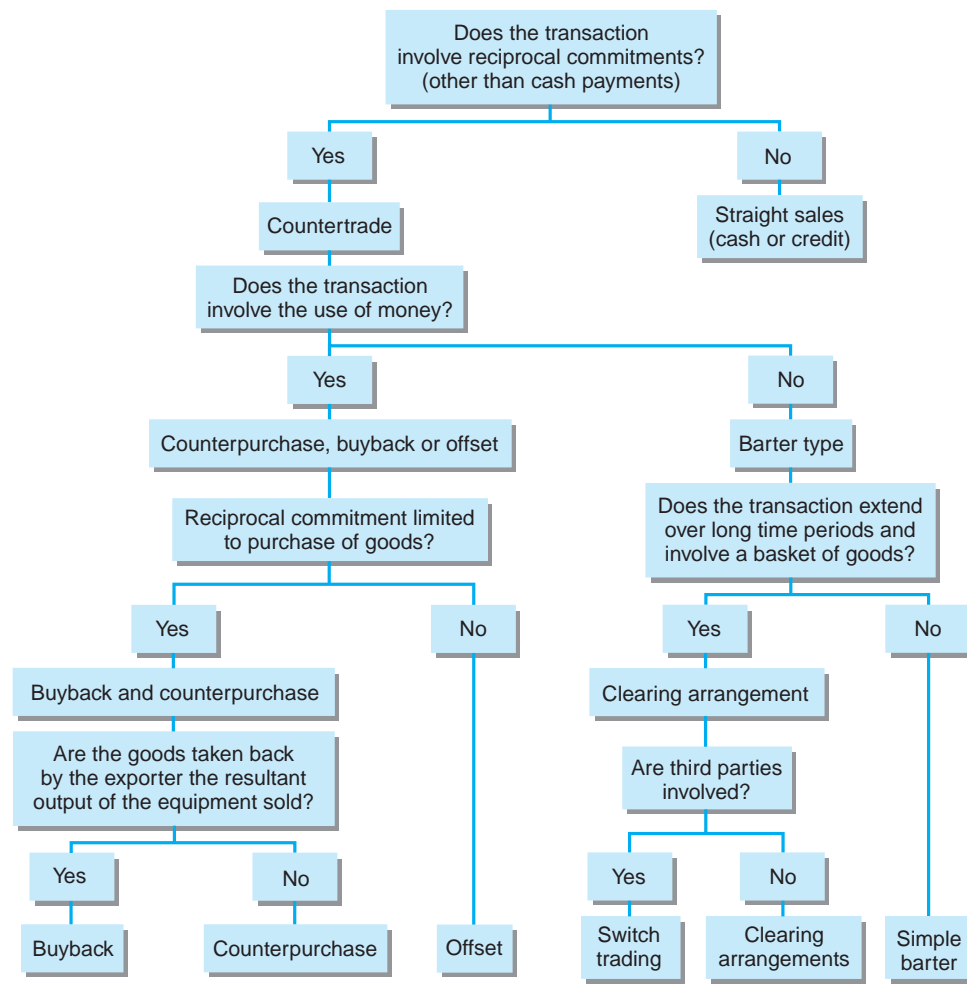 Does the transaction
involve reciprocal commitments?
(other than cash payments)
Yes
No
Countertrade
Straight sales
(cash or credit)
Does the transaction
involve the use of money?
Yes
No
Counterpurchase, buyback or offset
Barter type
Reciprocal commitment limited
to purchase of goods?
Does the transaction extend
over long time periods and
involve a basket of goods?
Yes
No
Yes
No
Buyback and counterpurchase
Clearing arrangement
Are the goods taken back
by the exporter the resultant
output of the equipment sold?
Are third parties
involved?
Yes
No
Yes
No
Buyback
Counterpurchase
Offset
Switch
trading
Clearing
arrangements
Simple
barter